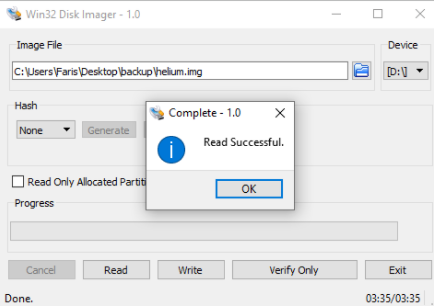 Win32 Disk Imager - 1.0
Image File
Device
C:\Users\Faris\Desktop\backup\helium.img
[D:\]
Hash
None
Generate
Complete - 1.0
Read Successful.
OK
Read Only Allocated Partiti
Progress
Cancel
Read
Write
Verify Only
Exit
Done.
03:35/03:35